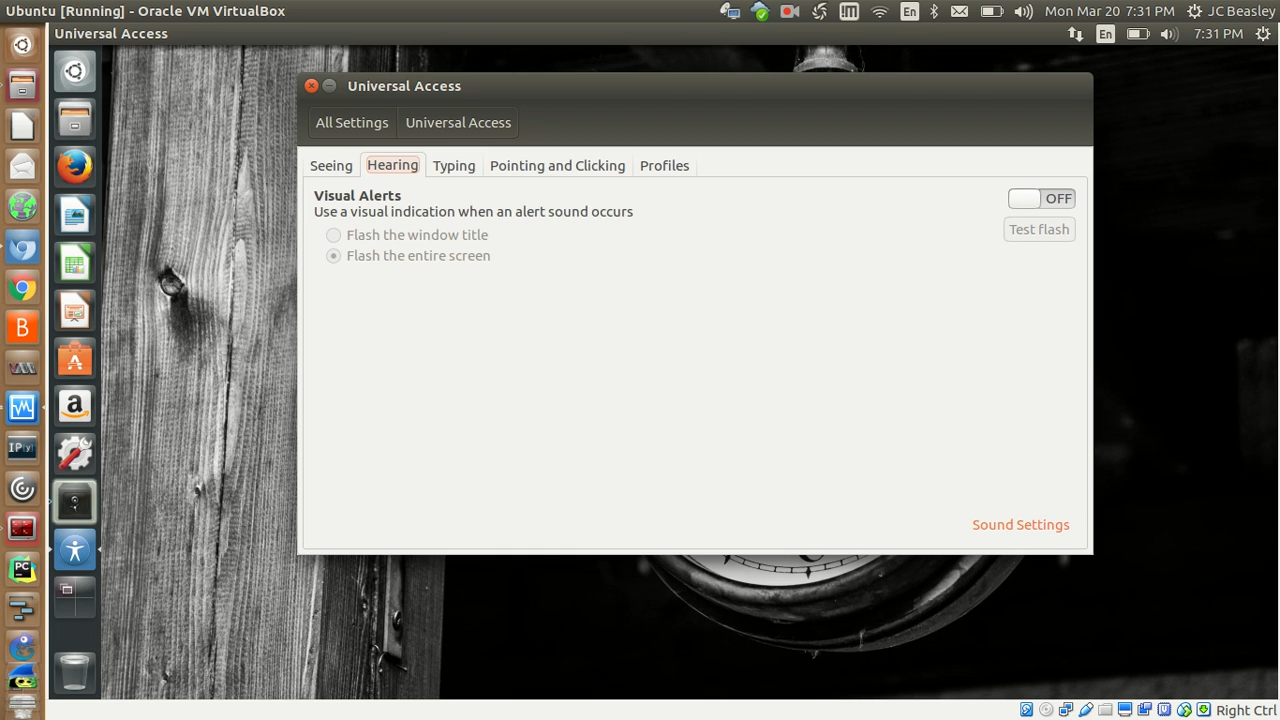 Ubuntu [Running] - Oracle VM VirtualBox
En
Mon Mar 20 7:31 PM
JC Beasley
Universal Access
En
7:31 PM
Universal Access
All Settings
Universal Access
Seeing
Hearing
Typing
Pointing and Clicking
Profiles
Visual Alerts
OFF
Use a visual indication when an alert sound occurs
Flash the window title
Test flash
Flash the entire screen
Sound Settings
B
a
IP[y]:
PC
Right Ctrl